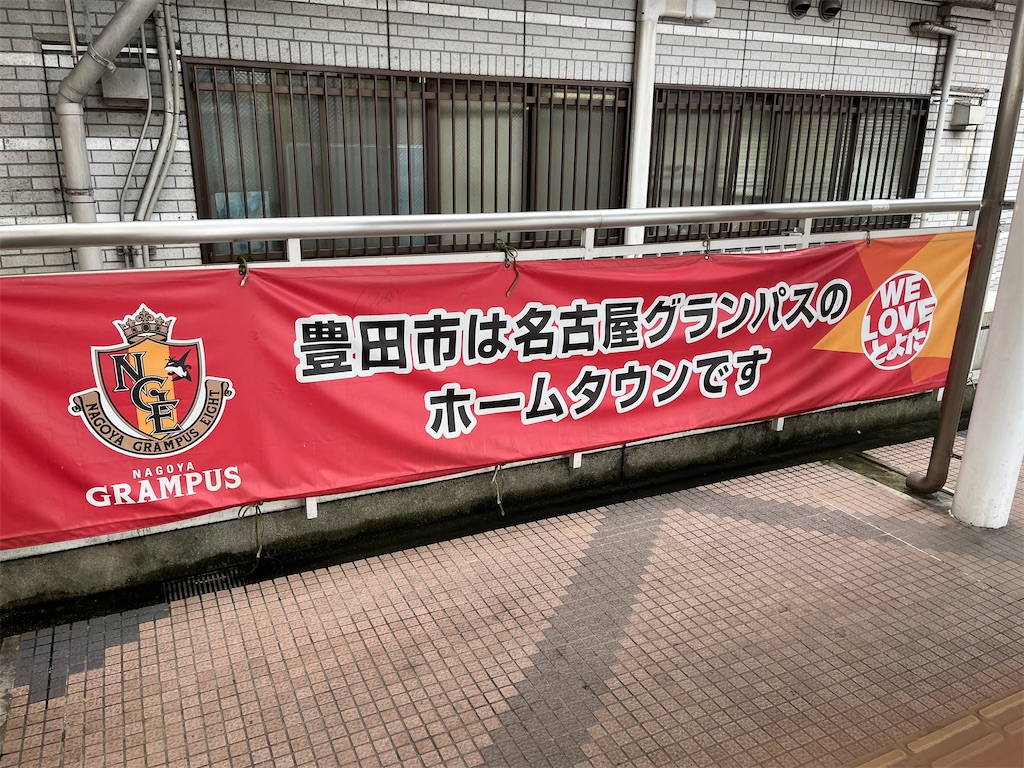 NGE
NAGOYA GRAMPUS EIGHT
NAGOYA
GRAMPUS
豊田市は名古屋グランパスの
ホームタウンです
WE
LOVE
とよた